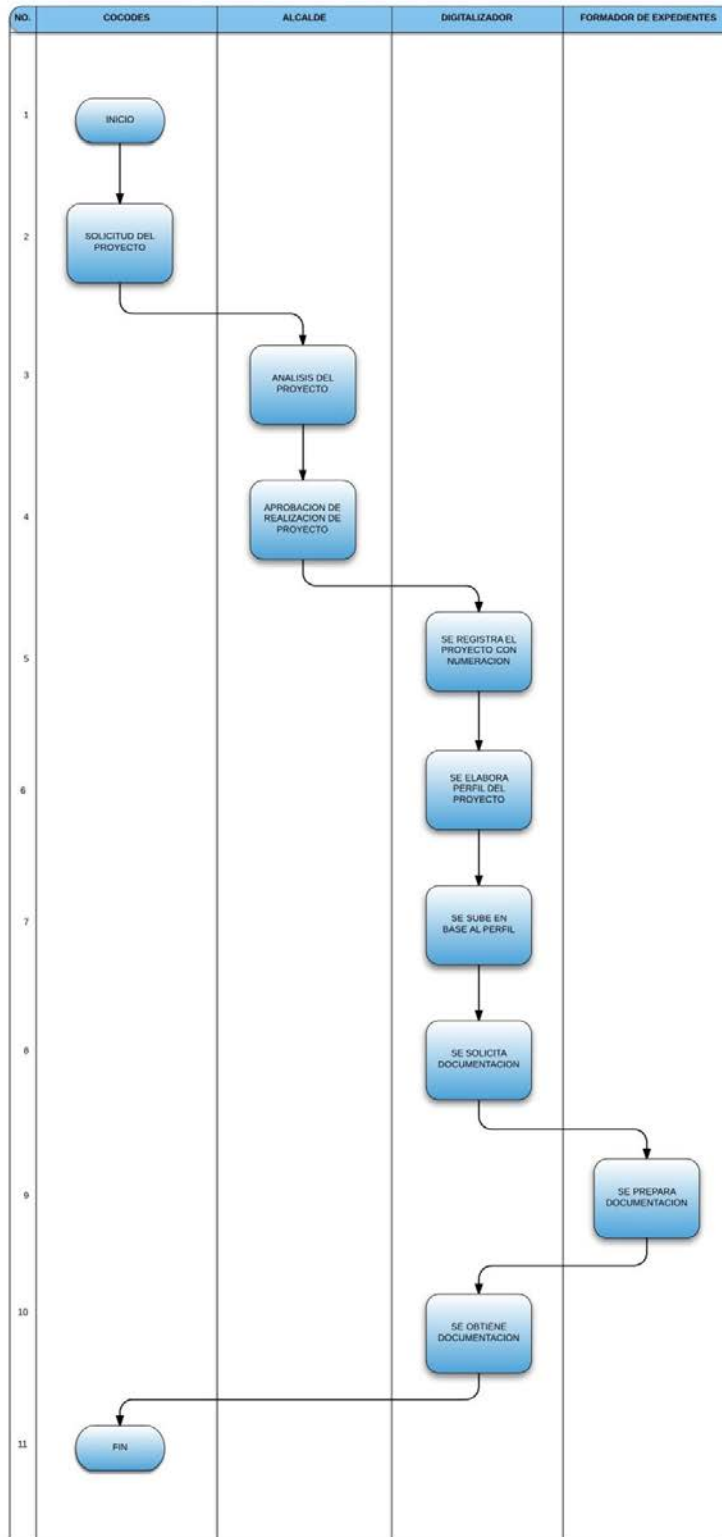 NO. COCODES ALCALDE DIGITALIZADOR FORMADOR DE EXPEDIENTES
1
INICIO
2
SOLICITUD DEL
PROYECTO
3
ANALISIS DEL
PROYECTO
4
APROBACION DE
REALIZACION DE
PROYECTO
5
SE REGISTRA EL
PROYECTO CON
NUMERACION
6
SE ELABORA
PERFIL DEL
PROYECTO
7
SE SUBE EN
BASE AL PERFIL
8
SE SOLICITA
DOCUMENTACION
9
SE PREPARA
DOCUMENTACION
10
SE OBTIENE
DOCUMENTACION
11
FIN